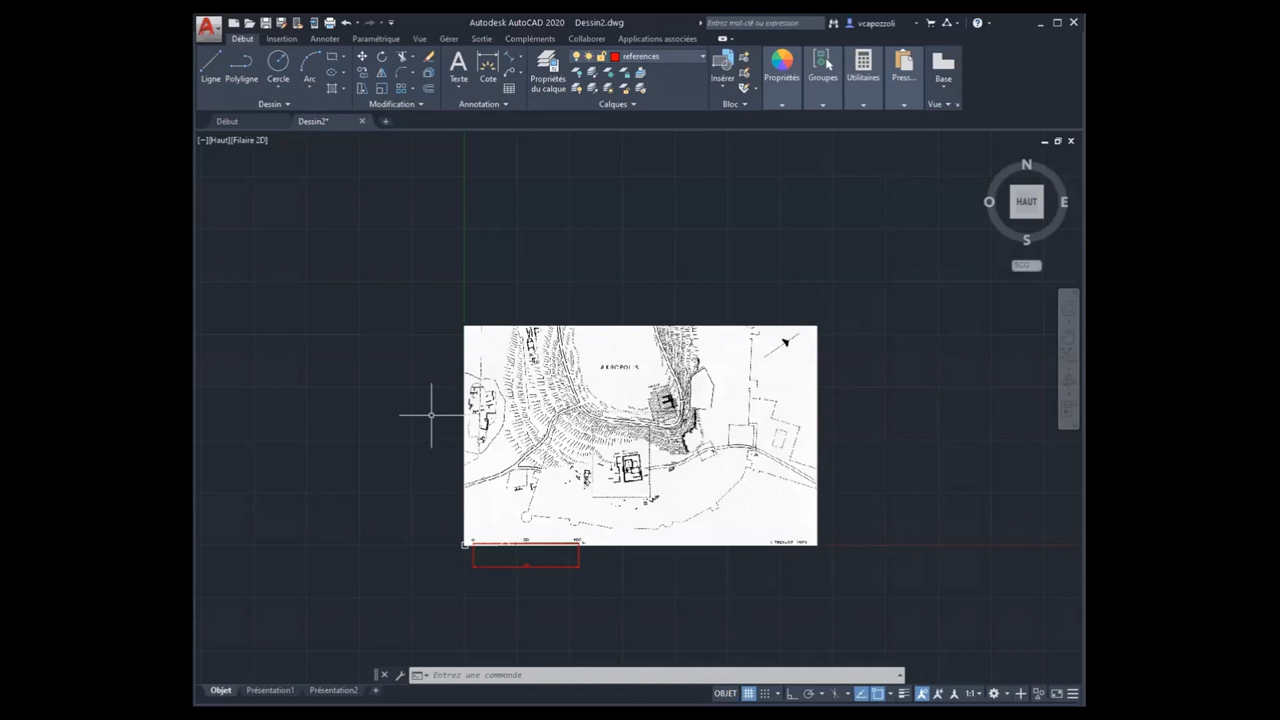 Autodesk AutoCAD 2020 Dessin2.dwg
Entrez mot-clé ou expression
vcapozzoli
Début Insertion Annoter Paramétrique Vue Gérer Sortie Compléments Collaborer Applications associées
references
Ligne Polyligne Cercle Arc Texte Cote Propriétés du calque Insérer Propriétés Groupes Utilitaires Press... Base
Dessin Modification Annotation Calques Bloc Vue
Début Dessin2*
[−][Haut][Filaire 2D]
N
O HAUT E
S
SCG
AKROPOLIS
Entrez une commande
Objet Présentation1 Présentation2 +
OBJET 1:1